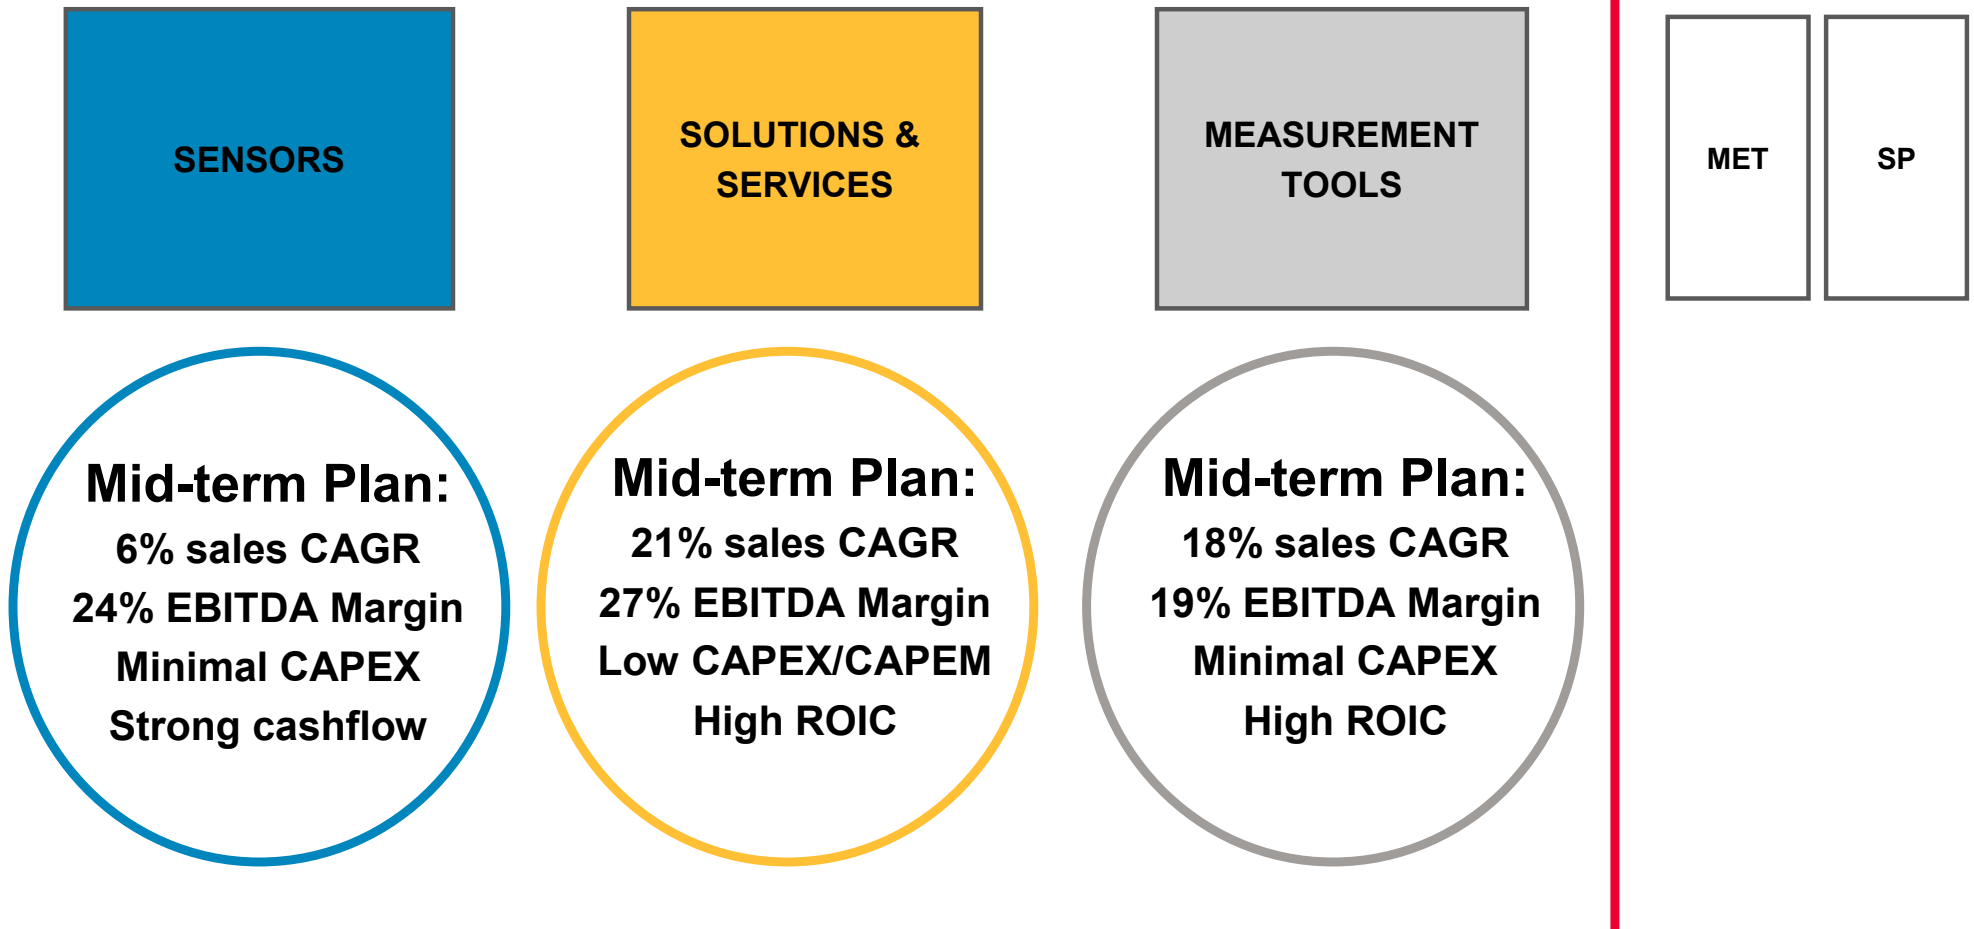 SENSORS
SOLUTIONS &
SERVICES
MEASUREMENT
TOOLS
MET
SP
Mid-term Plan:
6% sales CAGR
24% EBITDA Margin
Minimal CAPEX
Strong cashflow
Mid-term Plan:
21% sales CAGR
27% EBITDA Margin
Low CAPEX/CAPEM
High ROIC
Mid-term Plan:
18% sales CAGR
19% EBITDA Margin
Minimal CAPEX
High ROIC